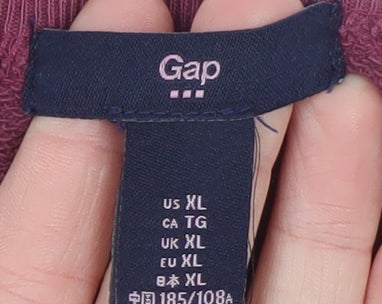 Gap
US XL
CA TG
UK XL
EU XL
日本 XL
中国 185/108A